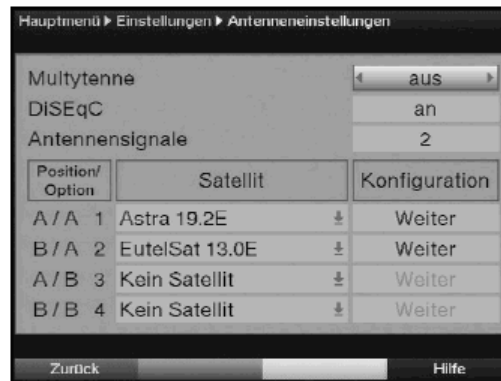 Hauptmenü Einstellungen Antenneneinstellungen
Multytenne aus
DiSEqC an
Antennensignale 2
Position/ Option Satellit Konfiguration
A/A 1 Astra 19.2E Weiter
B/A 2 EutelSat 13.0E Weiter
A/B 3 Kein Satellit Weiter
B/B 4 Kein Satellit Weiter
Zurück Hilfe